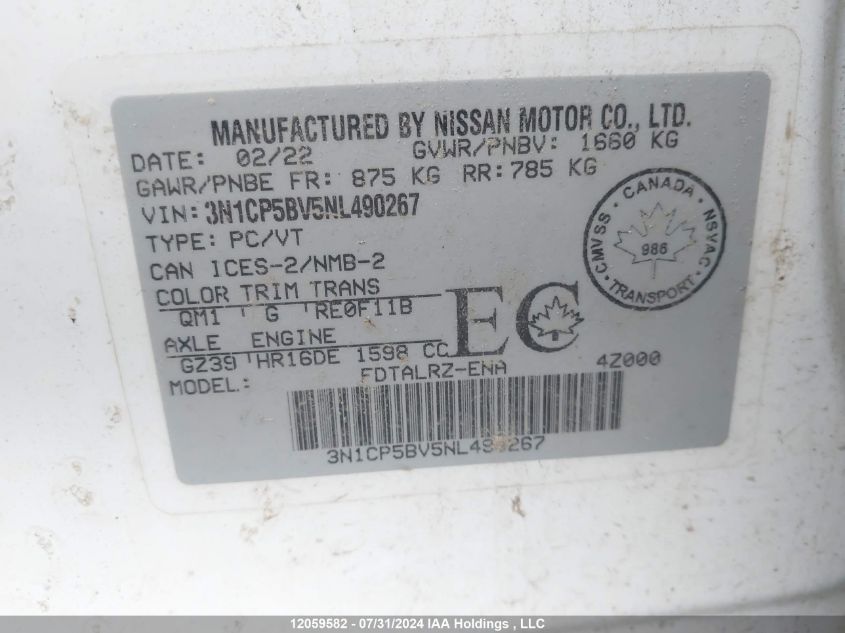 MANUFACTURED BY NISSAN MOTOR CO., LTD.
DATE: 02/22 GVWR/PNBV: 1660 KG
GAWR/PNBE FR: 875 KG RR: 785 KG
VIN: 3N1CP5BV5NL490267
TYPE: PC/VT
CAN ICES-2/NMB-2
COLOR TRIM TRANS
QM1 ' G 'RE0F11B
AXLE ENGINE
GZ39 'HR16DE 1598 CC
MODEL: FDTALRZ-ENA 4Z000
EC
CANADA
CMVSS 986 NSVAC
TRANSPORT
3N1CP5BV5NL490267
12059582 - 07/31/2024 IAA Holdings , LLC